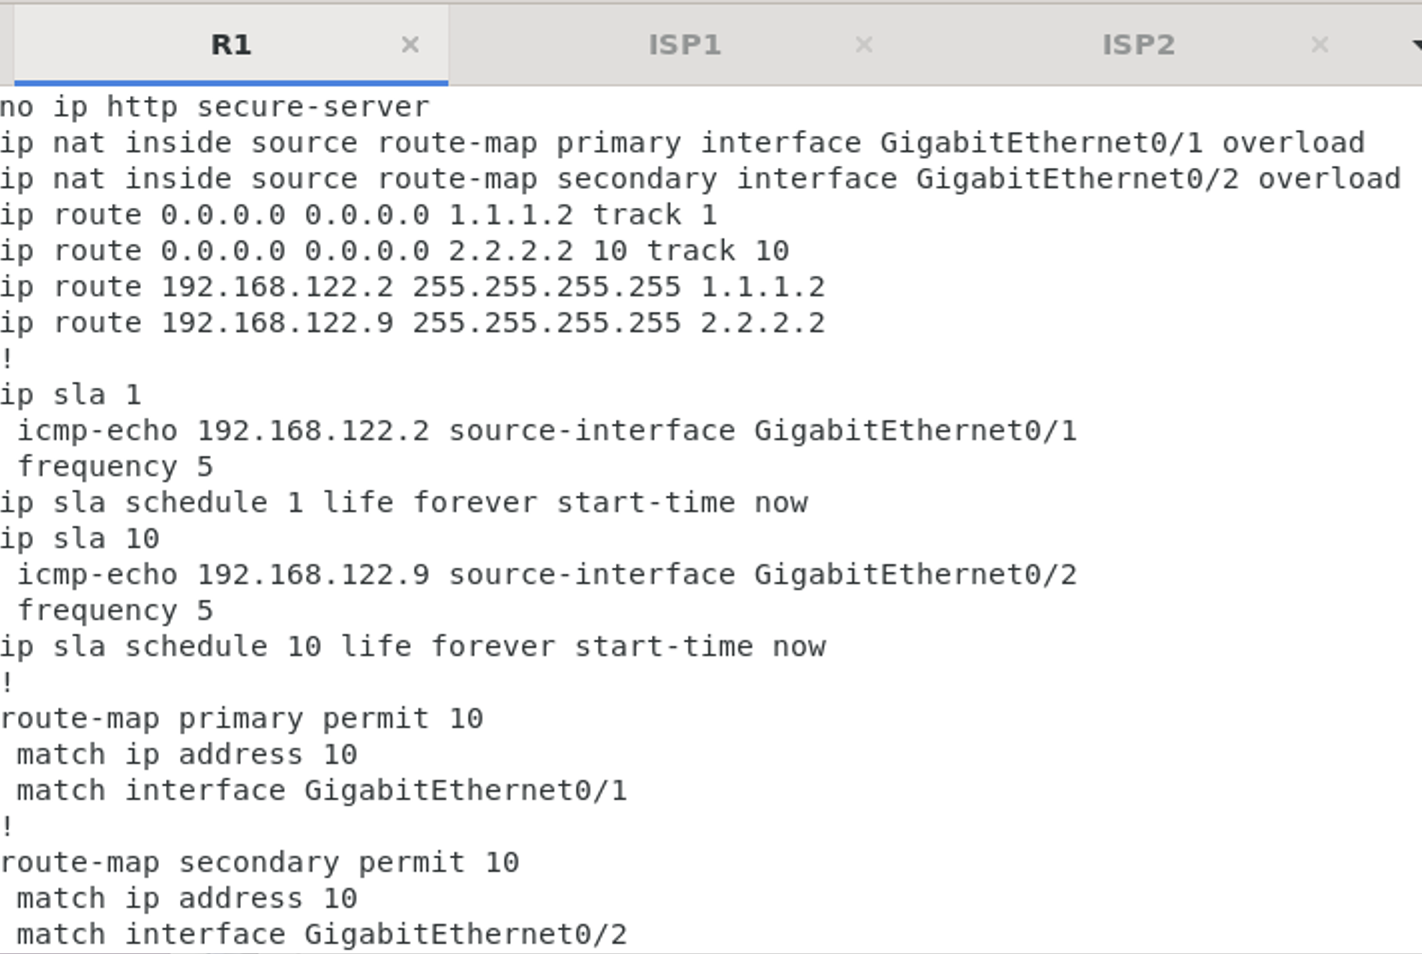 R1 × ISP1 × ISP2 ×
no ip http secure-server
ip nat inside source route-map primary interface GigabitEthernet0/1 overload
ip nat inside source route-map secondary interface GigabitEthernet0/2 overload
ip route 0.0.0.0 0.0.0.0 1.1.1.2 track 1
ip route 0.0.0.0 0.0.0.0 2.2.2.2 10 track 10
ip route 192.168.122.2 255.255.255.255 1.1.1.2
ip route 192.168.122.9 255.255.255.255 2.2.2.2
!
ip sla 1
 icmp-echo 192.168.122.2 source-interface GigabitEthernet0/1
 frequency 5
ip sla schedule 1 life forever start-time now
ip sla 10
 icmp-echo 192.168.122.9 source-interface GigabitEthernet0/2
 frequency 5
ip sla schedule 10 life forever start-time now
!
route-map primary permit 10
 match ip address 10
 match interface GigabitEthernet0/1
!
route-map secondary permit 10
 match ip address 10
 match interface GigabitEthernet0/2